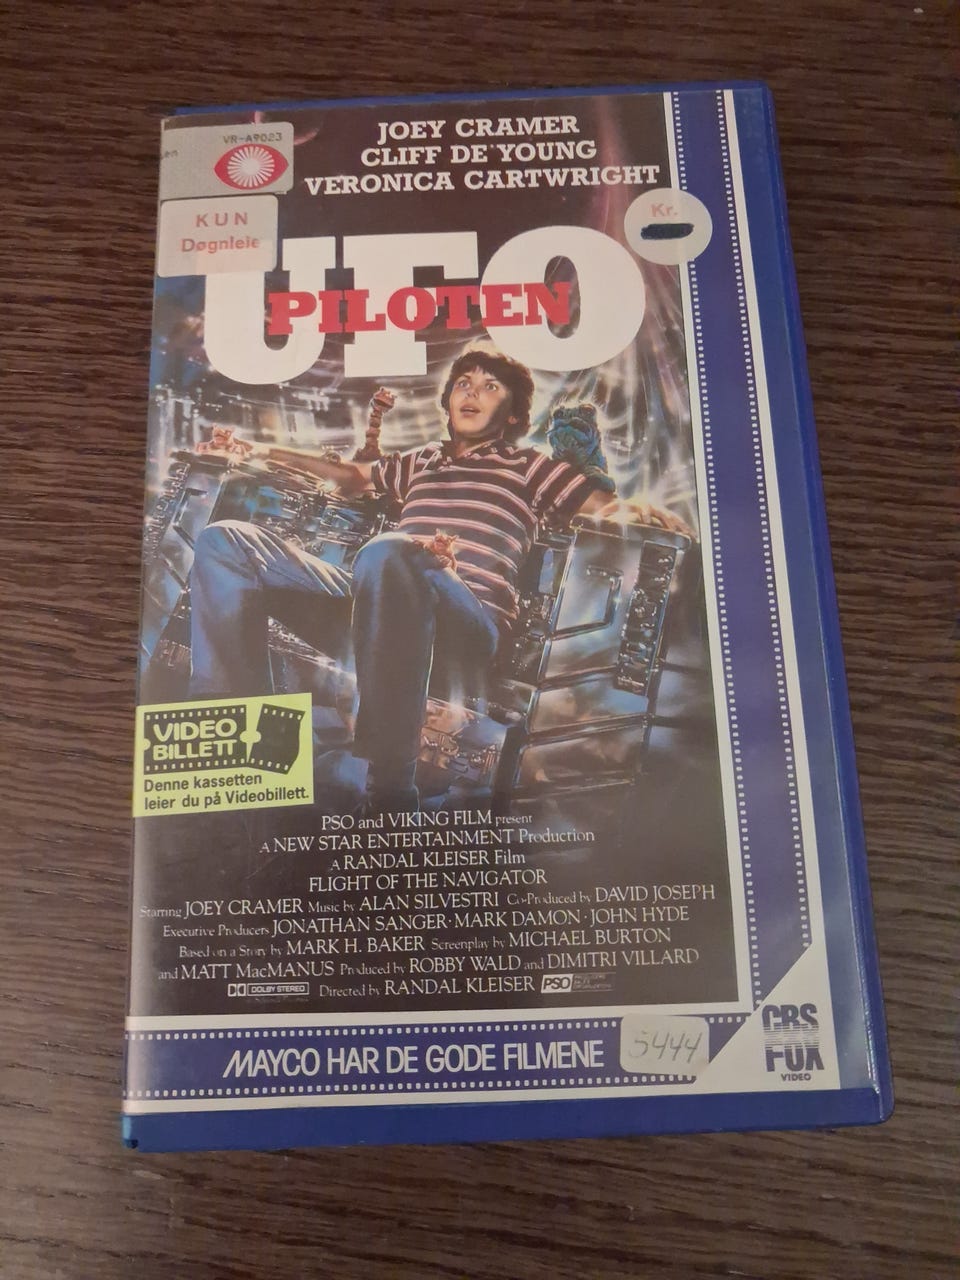 VR-A9023
en
KUN
Døgnleie
JOEY CRAMER
CLIFF DE YOUNG
VERONICA CARTWRIGHT
Kr.
UFO
PILOTEN
VIDEO
BILLETT
Denne kassetten
leier du på Videobillett.
PSO and VIKING FILM present
A NEW STAR ENTERTAINMENT Production
A RANDAL KLEISER Film
FLIGHT OF THE NAVIGATOR
Starring JOEY CRAMER Music by ALAN SILVESTRI Co-Produced by DAVID JOSEPH
Executive Producers JONATHAN SANGER · MARK DAMON · JOHN HYDE
Based on a Story by MARK H. BAKER Screenplay by MICHAEL BURTON
and MATT MacMANUS Produced by ROBBY WALD and DIMITRI VILLARD
DOLBY STEREO Directed by RANDAL KLEISER PSO
MAYCO HAR DE GODE FILMENE
5444
CBS
FOX
VIDEO